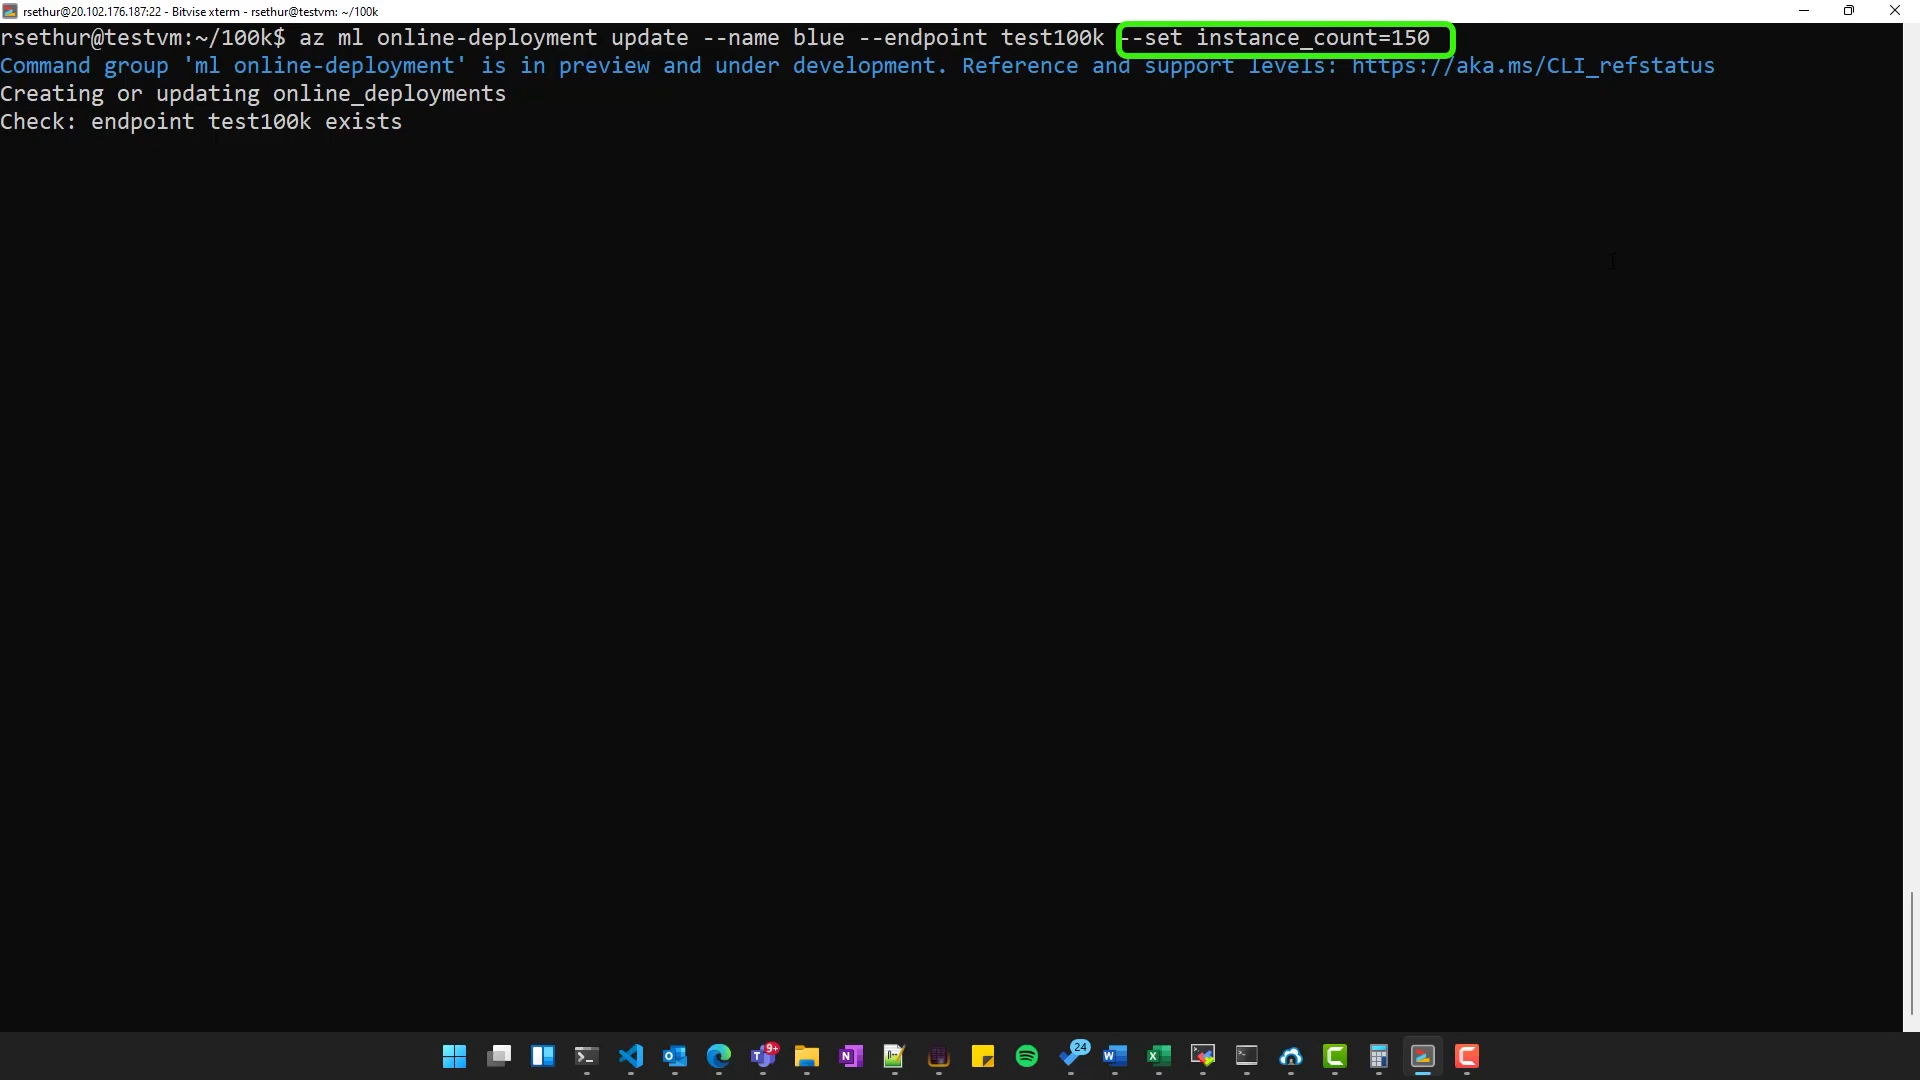 rsethur@20.102.176.187:22 - Bitvise xterm - rsethur@testvm: ~/100k
rsethur@testvm:~/100k$ az ml online-deployment update --name blue --endpoint test100k --set instance_count=150
Command group 'ml online-deployment' is in preview and under development. Reference and support levels: https://aka.ms/CLI_refstatus
Creating or updating online_deployments
Check: endpoint test100k exists
9+
24